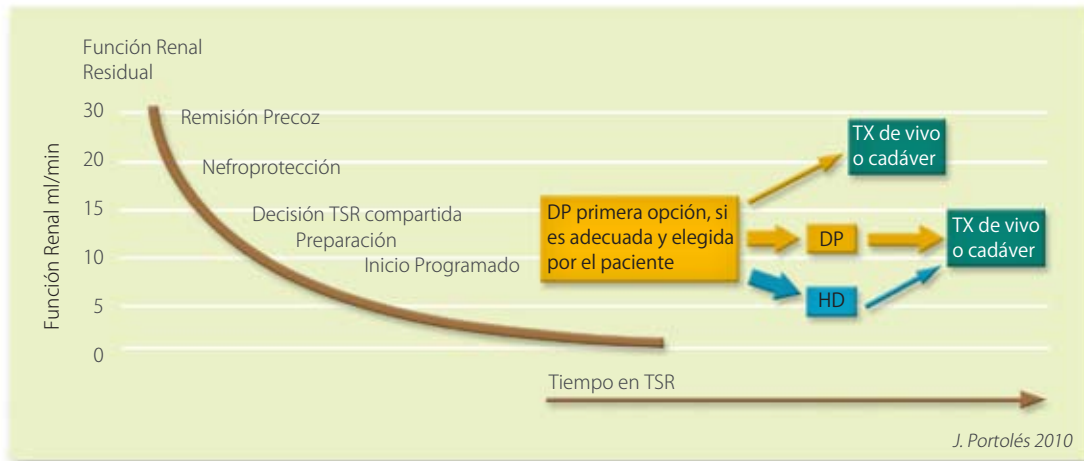 Función Renal
Residual
Función Renal ml/min
30
20
15
10
5
0
Remisión Precoz
Nefroprotección
Decisión TSR compartida
Preparación
Inicio Programado
DP primera opción, si
es adecuada y elegida
por el paciente
TX de vivo
o cadáver
DP
HD
TX de vivo
o cadáver
Tiempo en TSR
J. Portolés 2010